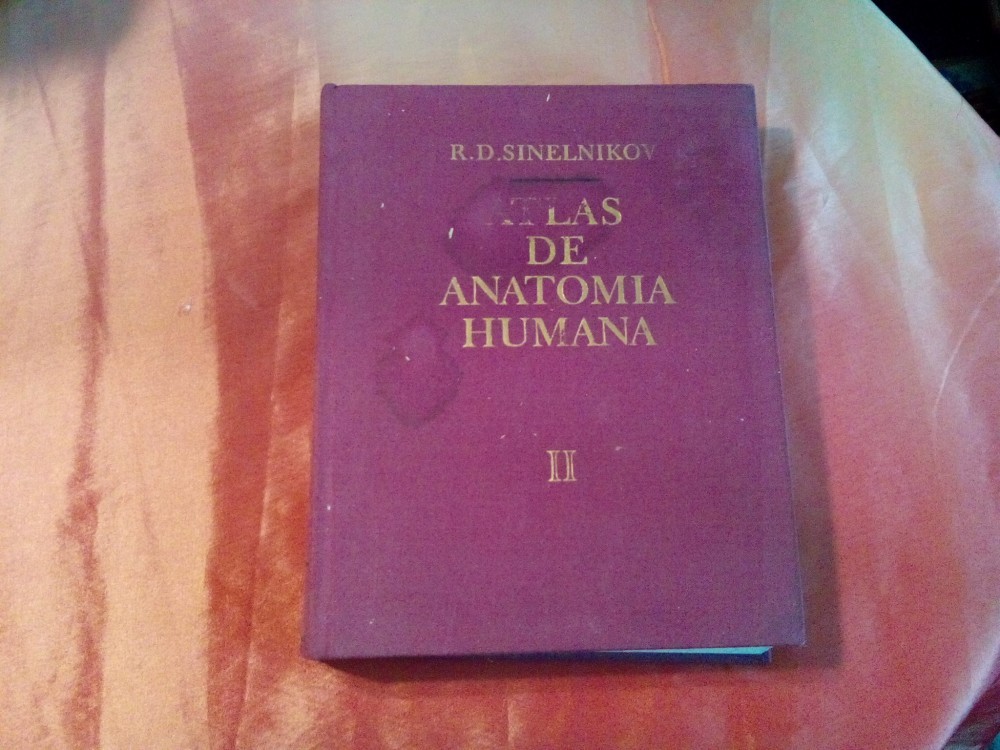 R.D.SINELNIKOV
ATLAS
DE
ANATOMIA
HUMANA
II